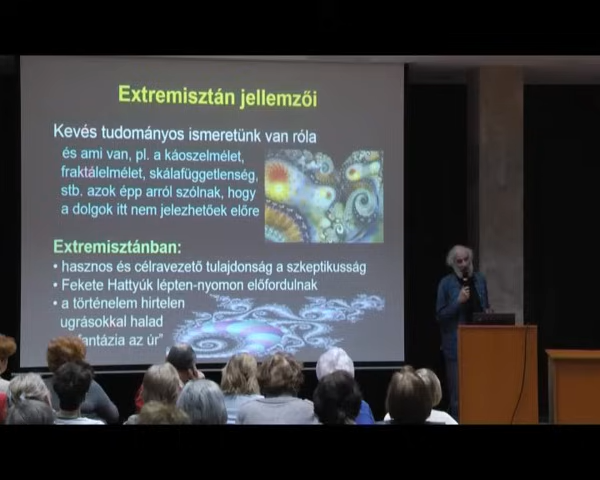 Extremisztán jellemzői
Kevés tudományos ismeretünk van róla
és ami van, pl. a káoszelmélet,
fraktálelmélet, skálafüggetlenség,
stb. azok épp arról szólnak, hogy
a dolgok itt nem jelezhetőek előre
Extremisztánban:
• hasznos és célravezető tulajdonság a szkeptikusság
• Fekete Hattyúk lépten-nyomon előfordulnak
• a történelem hirtelen
ugrásokkal halad
fantázia az úr"